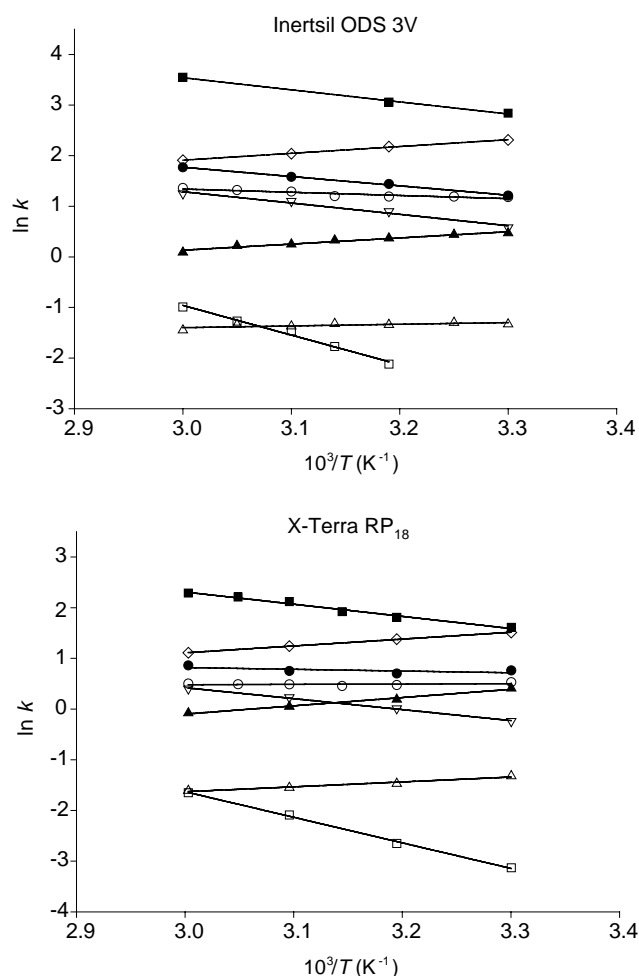 Inertsil ODS 3V
4
3
2
1
0
-1
-2
-3
ln k
2.9 3.0 3.1 3.2 3.3 3.4
10³/T (K⁻¹)
X-Terra RP₁₈
3
2
1
0
-1
-2
-3
-4
ln k
2.9 3.0 3.1 3.2 3.3 3.4
10³/T (K⁻¹)